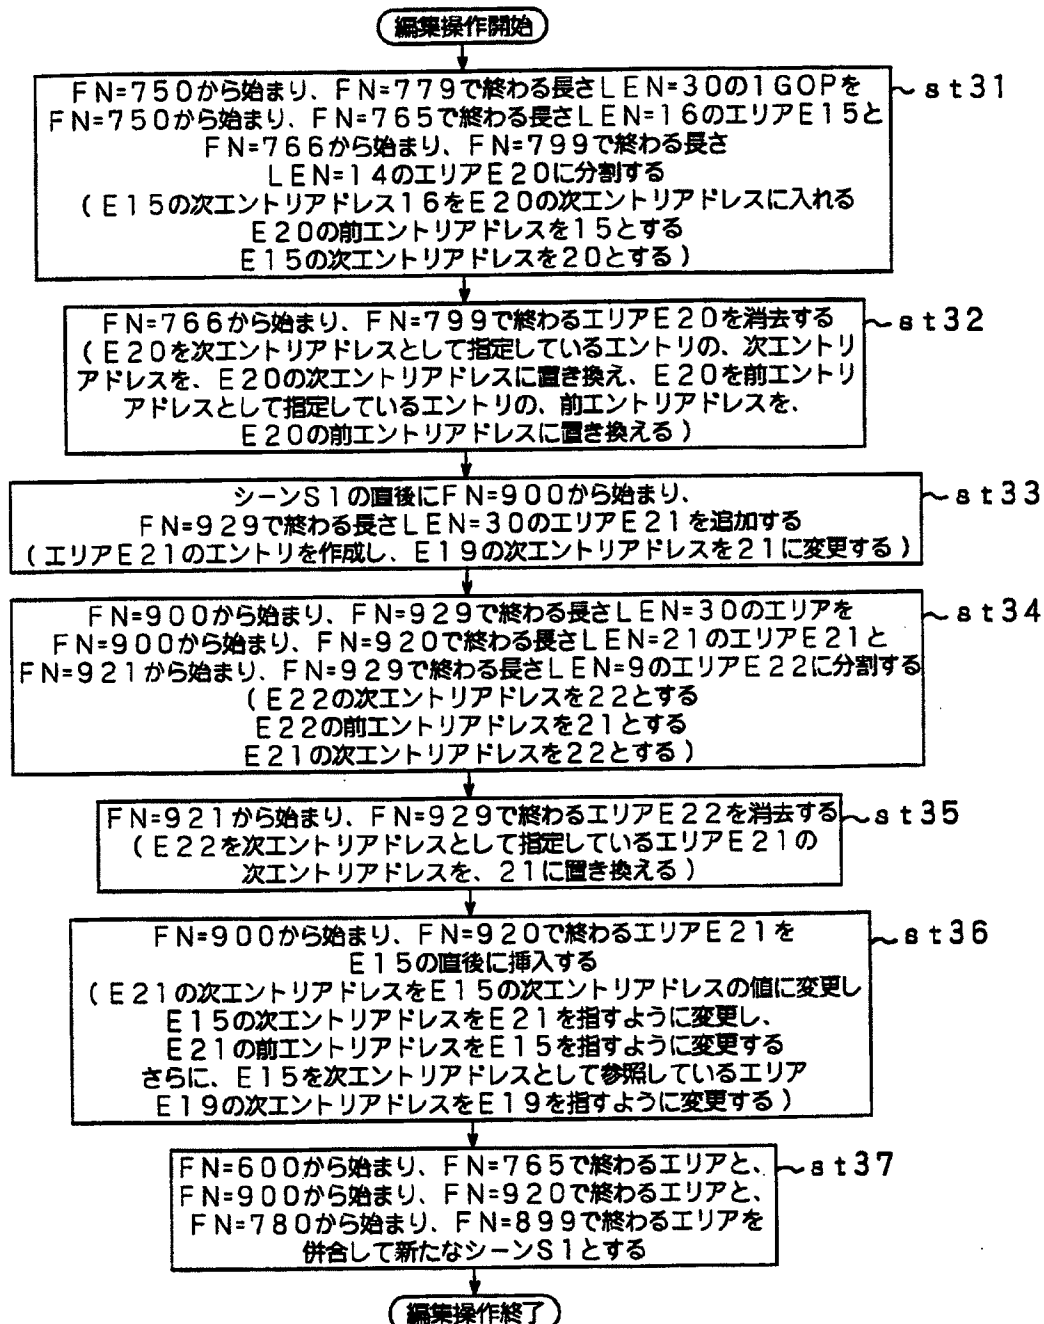 編集操作開始
FN=750から始まり、FN=779で終わる長さLEN=30の1GOPを
FN=750から始まり、FN=765で終わる長さLEN=16のエリアE15と
FN=766から始まり、FN=799で終わる長さ
LEN=14のエリアE20に分割する
(E15の次エントリアドレス16をE20の次エントリアドレスに入れる
E20の前エントリアドレスを15とする
E15の次エントリアドレスを20とする)
~st31
FN=766から始まり、FN=799で終わるエリアE20を消去する
(E20を次エントリアドレスとして指定しているエントリの、次エントリ
アドレスを、E20の次エントリアドレスに置き換え、E20を前エントリ
アドレスとして指定しているエントリの、前エントリアドレスを、
E20の前エントリアドレスに置き換える)
~st32
シーンS1の直後にFN=900から始まり、
FN=929で終わる長さLEN=30のエリアE21を追加する
(エリアE21のエントリを作成し、E19の次エントリアドレスを21に変更する)
~st33
FN=900から始まり、FN=929で終わる長さLEN=30のエリアを
FN=900から始まり、FN=920で終わる長さLEN=21のエリアE21と
FN=921から始まり、FN=929で終わる長さLEN=9のエリアE22に分割する
(E22の次エントリアドレスを22とする
E22の前エントリアドレスを21とする
E21の次エントリアドレスを22とする)
~st34
FN=921から始まり、FN=929で終わるエリアE22を消去する
(E22を次エントリアドレスとして指定しているエリアE21の
次エントリアドレスを、21に置き換える)
~st35
FN=900から始まり、FN=920で終わるエリアE21を
E15の直後に挿入する
(E21の次エントリアドレスをE15の次エントリアドレスの値に変更し
E15の次エントリアドレスをE21を指すように変更し、
E21の前エントリアドレスをE15を指すように変更する
さらに、E15を次エントリアドレスとして参照しているエリア
E19の次エントリアドレスをE19を指すように変更する)
~st36
FN=600から始まり、FN=765で終わるエリアと、
FN=900から始まり、FN=920で終わるエリアと、
FN=780から始まり、FN=899で終わるエリアを
併合して新たなシーンS1とする
~st37
編集操作終了